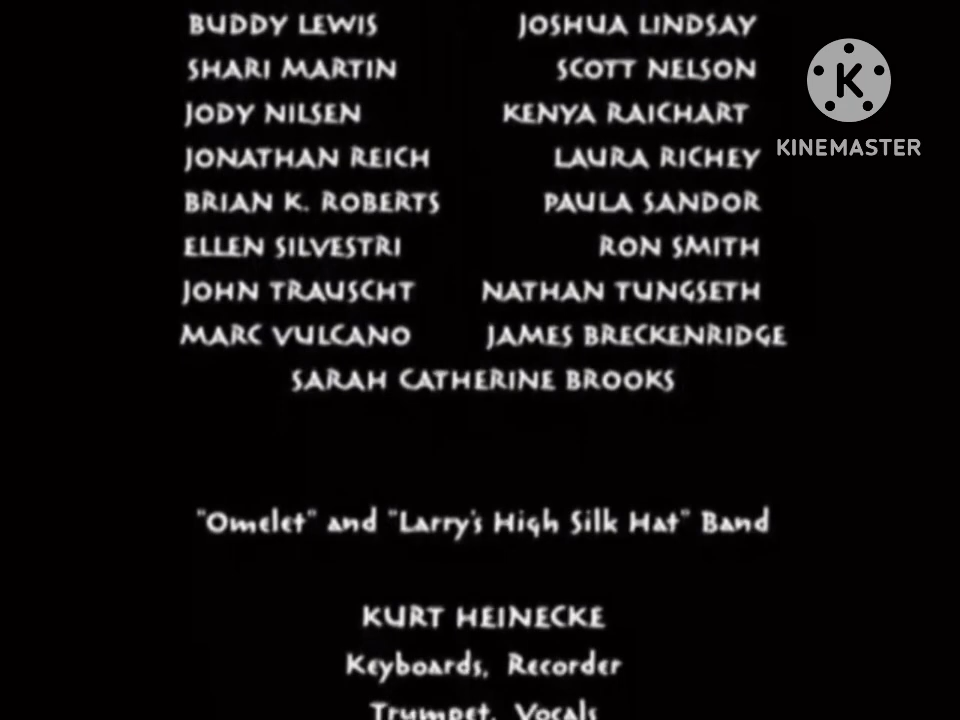 BUDDY LEWIS JOSHUA LINDSAY
SHARI MARTIN SCOTT NELSON
JODY NILSEN KENYA RAICHART
JONATHAN REICH LAURA RICHEY
BRIAN K. ROBERTS PAULA SANDOR
ELLEN SILVESTRI RON SMITH
JOHN TRAUSCHT NATHAN TUNGSETH
MARC VULCANO JAMES BRECKENRIDGE
SARAH CATHERINE BROOKS
"Omelet" and "Larry's High Silk Hat" Band
KURT HEINECKE
Keyboards, Recorder
Trumpet, Vocals
K
KINEMASTER